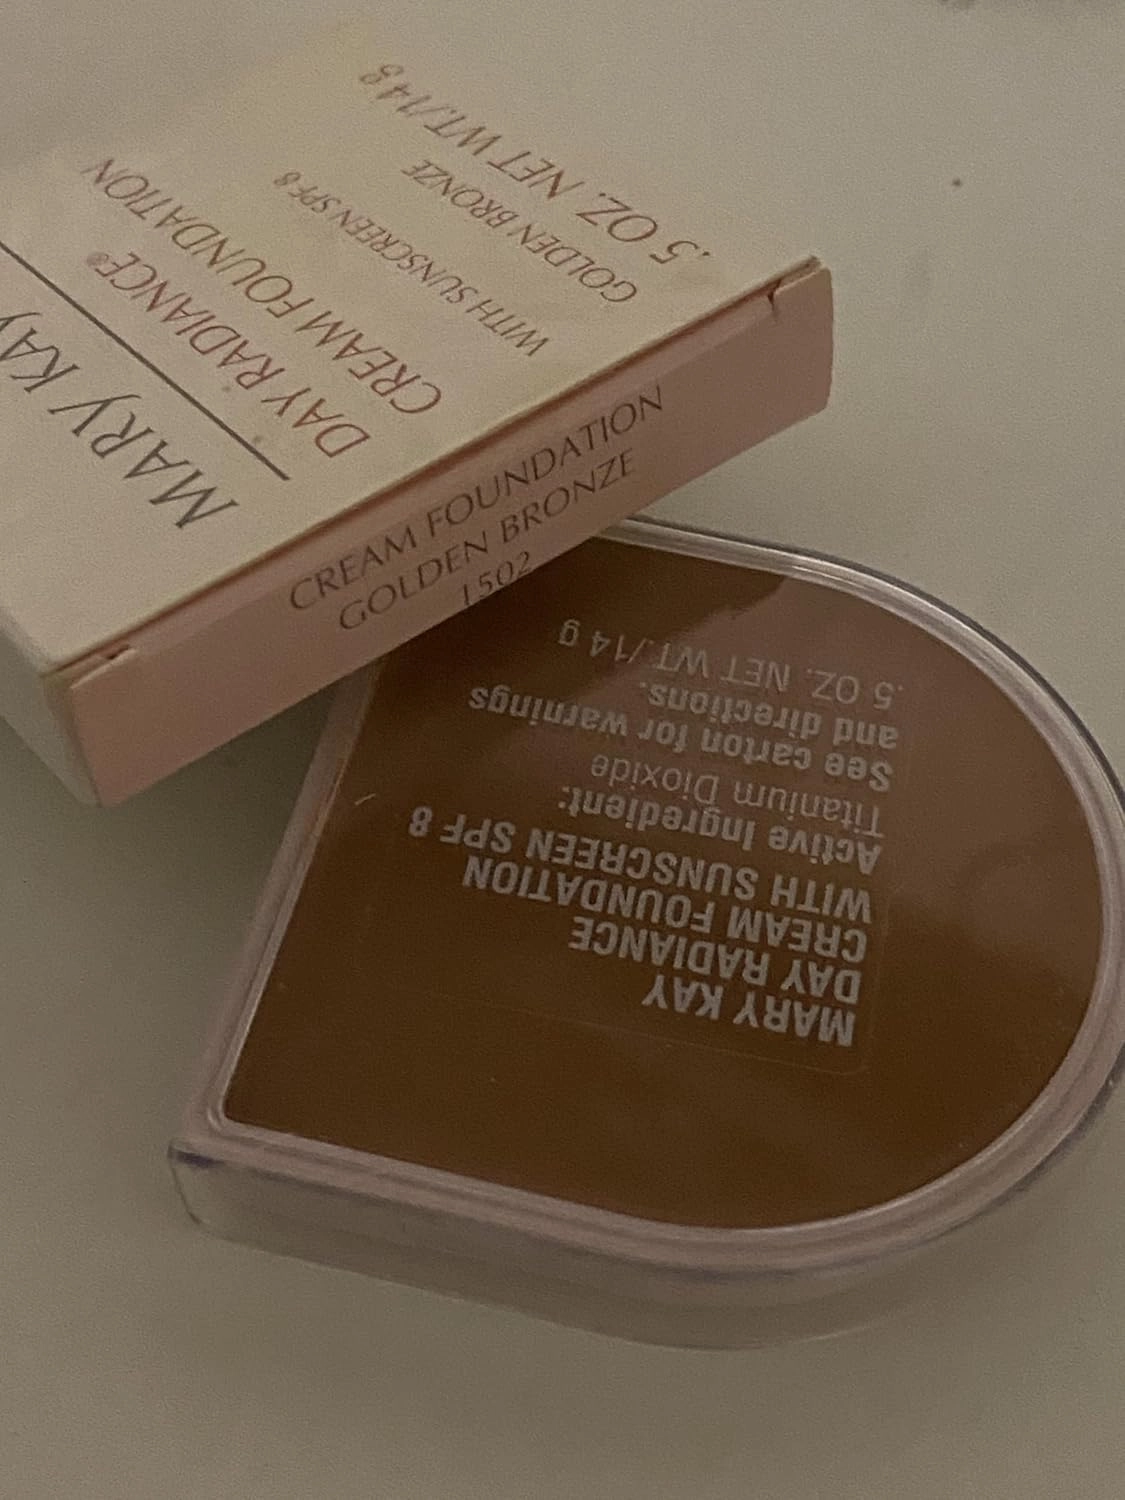 MARY KAY
DAY RADIANCE®
CREAM FOUNDATION
WITH SUNSCREEN SPF 8
GOLDEN BRONZE
.5 OZ. NET WT./14 g
CREAM FOUNDATION
GOLDEN BRONZE
1502
MARY KAY
DAY RADIANCE
CREAM FOUNDATION
WITH SUNSCREEN SPF 8
Active Ingredient:
Titanium Dioxide
See carton for warnings
and directions.
.5 OZ. NET WT./14 g